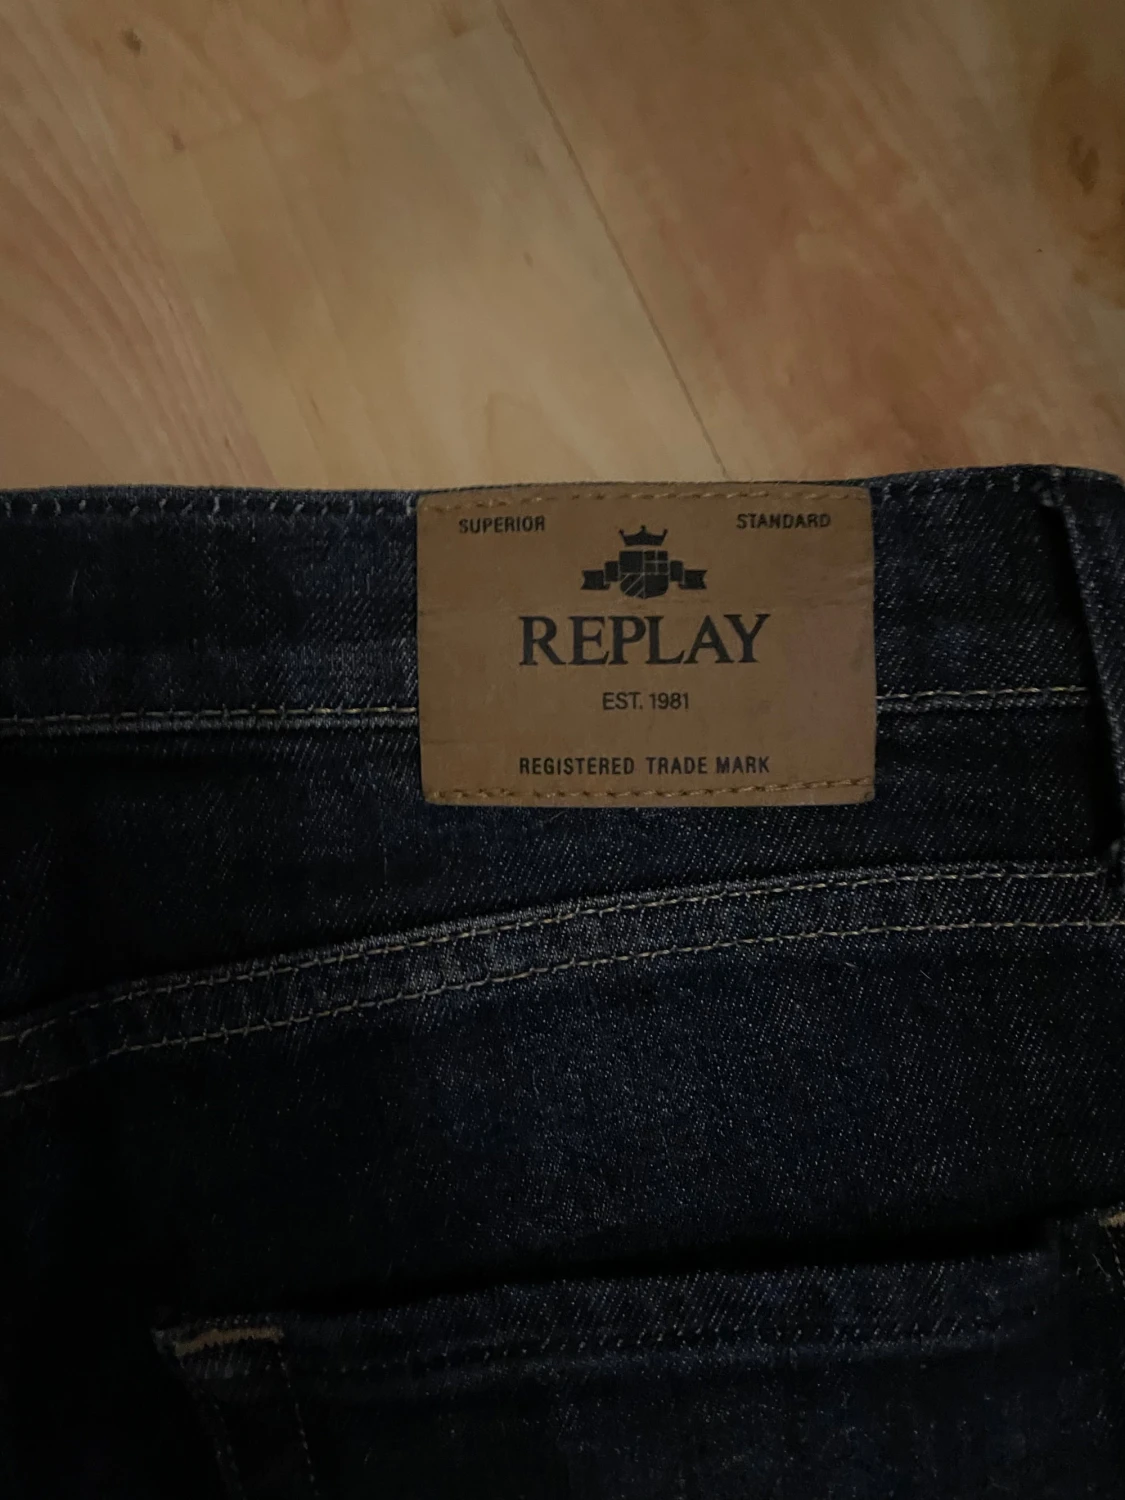 SUPERIOR STANDARD
REPLAY
EST. 1981
REGISTERED TRADE MARK